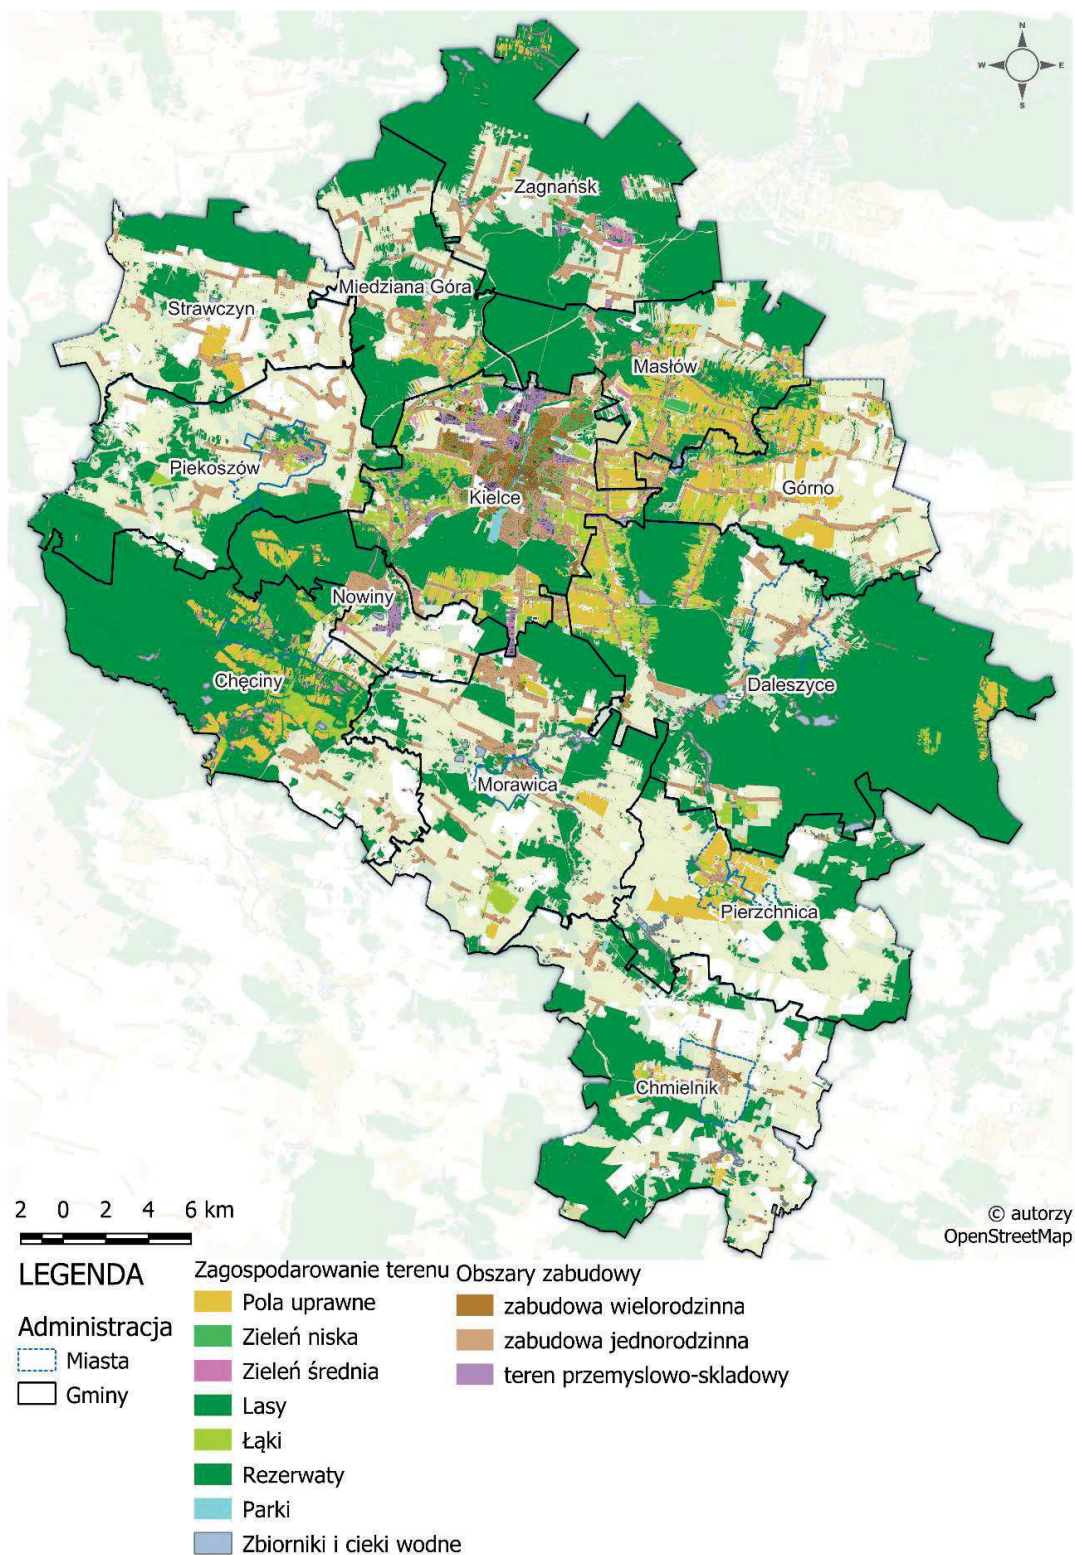 N
W E
S
Zagnańsk
Miedziana Góra
Strawczyn
Masłów
Piekoszów
Górno
Kielce
Nowiny
Chęciny
Daleszyce
Morawica
Pierzchnica
Chmielnik
2 0 2 4 6 km
© autorzy
OpenStreetMap
LEGENDA
Administracja
Miasta
Gminy
Zagospodarowanie terenu
Pola uprawne
Zieleń niska
Zieleń średnia
Lasy
Łąki
Rezerwaty
Parki
Zbiorniki i cieki wodne
Obszary zabudowy
zabudowa wielorodzinna
zabudowa jednorodzinna
teren przemyslowo-skladowy